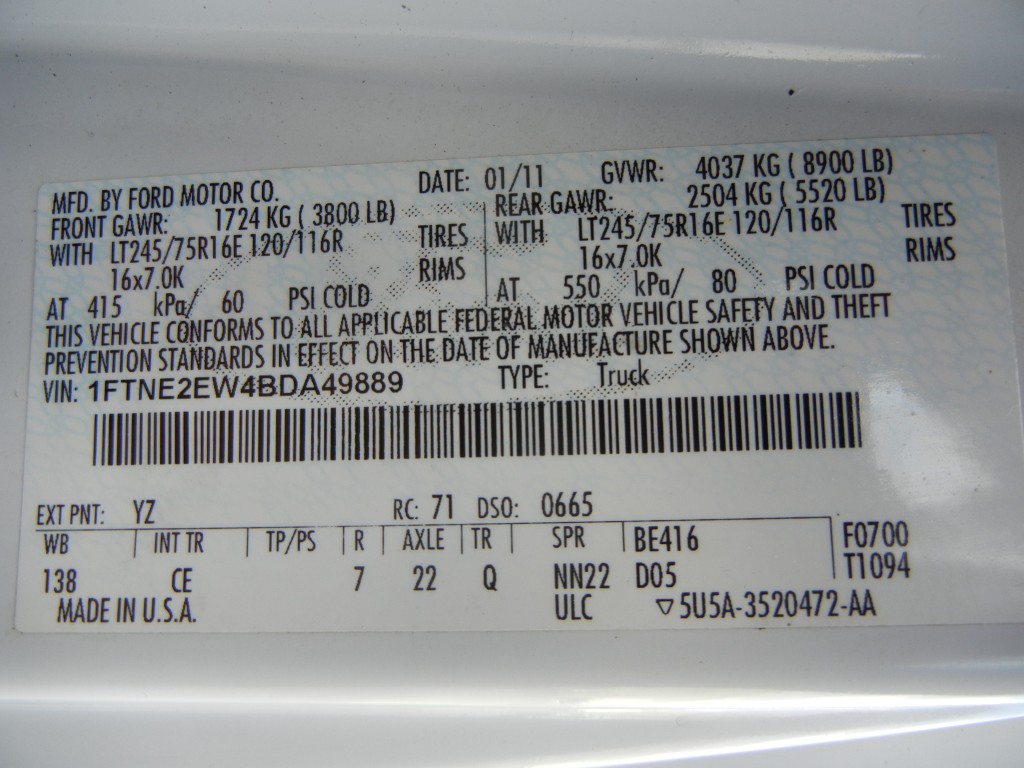 MFD. BY FORD MOTOR CO. DATE: 01/11 GVWR: 4037 KG ( 8900 LB)
FRONT GAWR: 1724 KG ( 3800 LB) REAR GAWR: 2504 KG ( 5520 LB)
WITH LT245/75R16E 120/116R TIRES WITH LT245/75R16E 120/116R TIRES
16x7.0K RIMS 16x7.0K RIMS
AT 415 kPa/ 60 PSI COLD AT 550 kPa/ 80 PSI COLD
THIS VEHICLE CONFORMS TO ALL APPLICABLE FEDERAL MOTOR VEHICLE SAFETY AND THEFT
PREVENTION STANDARDS IN EFFECT ON THE DATE OF MANUFACTURE SHOWN ABOVE.
VIN: 1FTNE2EW4BDA49889 TYPE: Truck
EXT PNT: YZ RC: 71 DSO: 0665
WB INT TR TP/PS R AXLE TR SPR BE416 F0700
138 CE 7 22 Q NN22 D05 T1094
MADE IN U.S.A. ULC ▽5U5A-3520472-AA